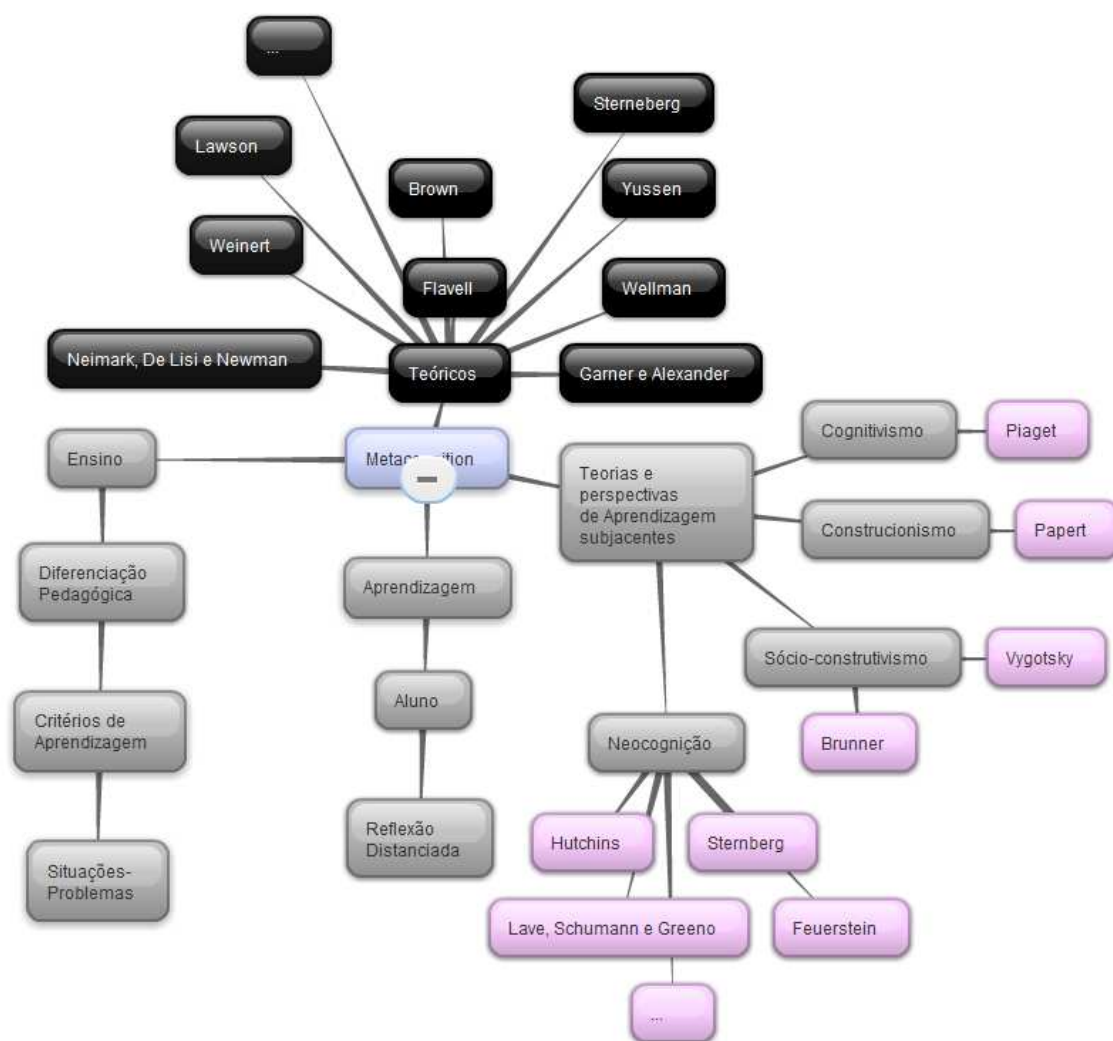 ...
Sterneberg
Lawson
Brown
Yussen
Weinert
Flavell
Wellman
Neimark, De Lisi e Newman
Teóricos
Garner e Alexander
Cognitivismo
Piaget
Ensino
Teorias e
perspectivas
de Aprendizagem
subjacentes
Construcionismo
Papert
Diferenciação
Pedagógica
Aprendizagem
Sócio-construtivismo
Vygotsky
Aluno
Critérios de
Aprendizagem
Neocognição
Brunner
Reflexão
Distanciada
Hutchins
Sternberg
Situações-
Problemas
Lave, Schumann e Greeno
Feuerstein
...